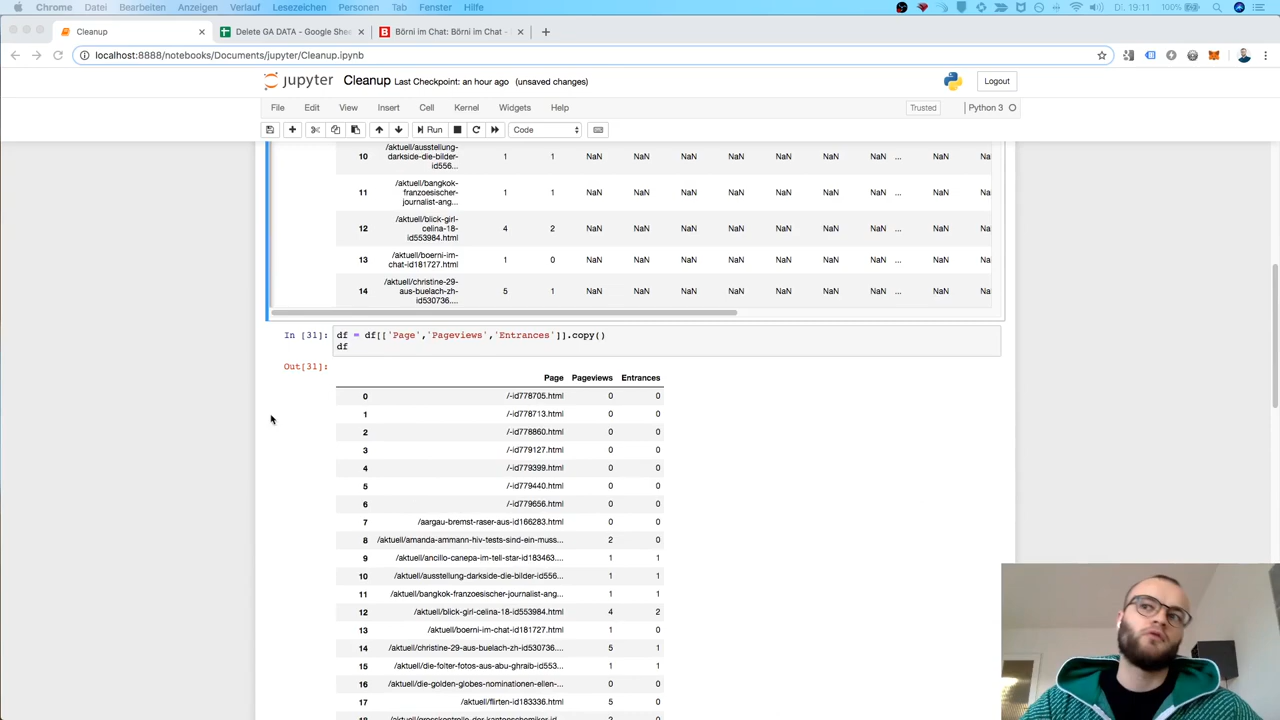 Chrome Datei Bearbeiten Anzeigen Verlauf Lesezeichen Personen Tab Fenster Hilfe 100% Di. 19:11
Cleanup Delete GA DATA - Google She Börni im Chat: Börni im Chat -
localhost:8888/notebooks/Documents/jupyter/Cleanup.ipynb
jupyter Cleanup Last Checkpoint: an hour ago (unsaved changes) Logout
File Edit View Insert Cell Kernel Widgets Help Trusted Python 3
Run Code
10 /aktuell/ausstellung- 1 1 NaN NaN NaN NaN NaN NaN NaN ... NaN Na
darkside-die-bilder-
id556...
11 /aktuell/bangkok- 1 1 NaN NaN NaN NaN NaN NaN NaN ... NaN Na
franzoesischer-
journalist-ang...
12 /aktuell/blick-girl- 4 2 NaN NaN NaN NaN NaN NaN NaN ... NaN Na
celina-18-
id553984.html
13 /aktuell/boerni-im- 1 0 NaN NaN NaN NaN NaN NaN NaN ... NaN Na
chat-id181727.html
14 /aktuell/christine-29- 5 1 NaN NaN NaN NaN NaN NaN NaN ... NaN Na
aus-buelach-zh-
id530736....
In [31]: df = df[['Page','Pageviews','Entrances']].copy()
df
Out[31]:
Page Pageviews Entrances
0 /-id778705.html 0 0
1 /-id778713.html 0 0
2 /-id778860.html 0 0
3 /-id779127.html 0 0
4 /-id779399.html 0 0
5 /-id779440.html 0 0
6 /-id779656.html 0 0
7 /aargau-bremst-raser-aus-id166283.html 0 0
8 /aktuell/amanda-ammann-hiv-tests-sind-ein-muss... 2 0
9 /aktuell/ancillo-canepa-im-tell-star-id183463.... 1 1
10 /aktuell/ausstellung-darkside-die-bilder-id556... 1 1
11 /aktuell/bangkok-franzoesischer-journalist-ang... 1 1
12 /aktuell/blick-girl-celina-18-id553984.html 4 2
13 /aktuell/boerni-im-chat-id181727.html 1 0
14 /aktuell/christine-29-aus-buelach-zh-id530736.... 5 1
15 /aktuell/die-folter-fotos-aus-abu-ghraib-id553... 1 1
16 /aktuell/die-golden-globes-nominationen-ellen-... 0 0
17 /aktuell/flirten-id183336.html 5 0